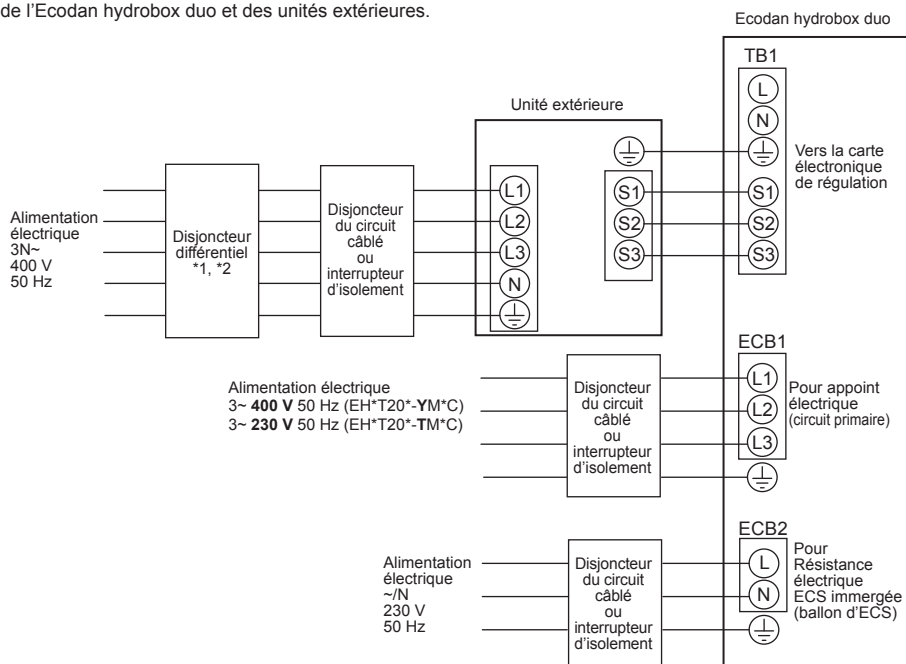 de l'Ecodan hydrobox duo et des unités extérieures.
Ecodan hydrobox duo
TB1
L
N
Vers la carte
électronique
de régulation
S1
S2
S3
Unité extérieure
L1
L2
L3
N
S1
S2
S3
Alimentation
électrique
3N~
400 V
50 Hz
Disjoncteur
différentiel
*1, *2
Disjoncteur
du circuit
câblé
ou
interrupteur
d'isolement
ECB1
L1
L2
L3
Pour appoint
électrique
(circuit primaire)
Alimentation électrique
3~ 400 V 50 Hz (EH*T20*-YM*C)
3~ 230 V 50 Hz (EH*T20*-TM*C)
Disjoncteur
du circuit
câblé
ou
interrupteur
d'isolement
ECB2
L
N
Pour
Résistance
électrique
ECS immergée
(ballon d'ECS)
Alimentation
électrique
~/N
230 V
50 Hz
Disjoncteur
du circuit
câblé
ou
interrupteur
d'isolement